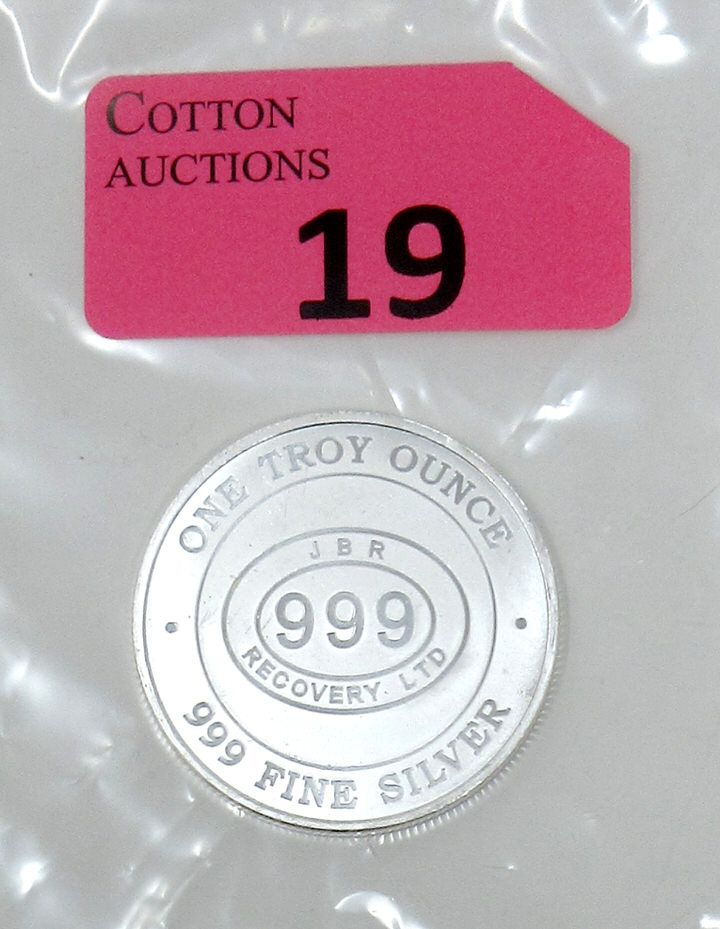 COTTON
AUCTIONS
19
ONE TROY OUNCE
JBR
999
RECOVERY LTD
999 FINE SILVER